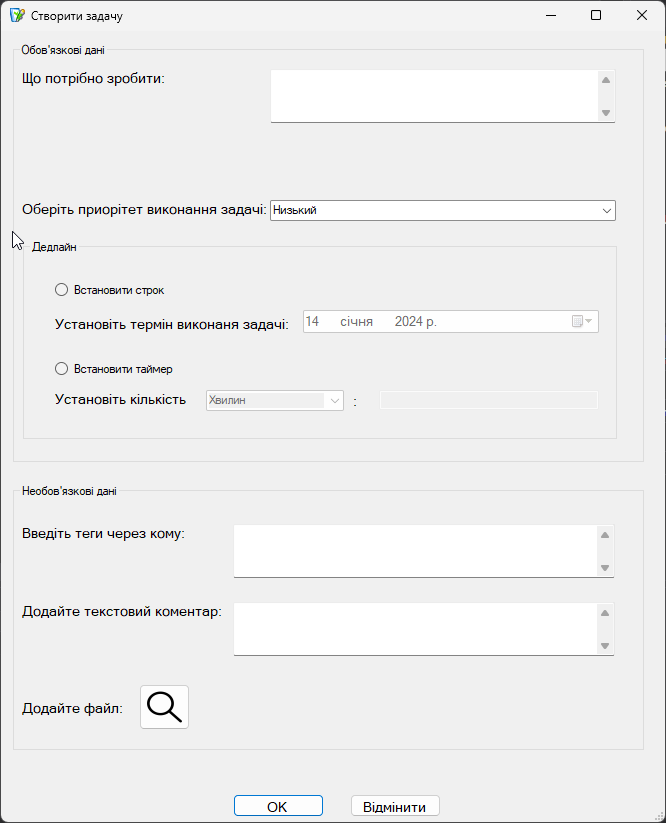 Створити задачу
Обов'язкові дані
Що потрібно зробити:
Оберіть приорітет виконання задачі: Низький
Дедлайн
Встановити строк
Установіть термін виконаня задачі: 14 січня 2024 р.
Встановити таймер
Установіть кількість Хвилин :
Необов'язкові дані
Введіть теги через кому:
Додайте текстовий коментар:
Додайте файл:
OK Відмінити